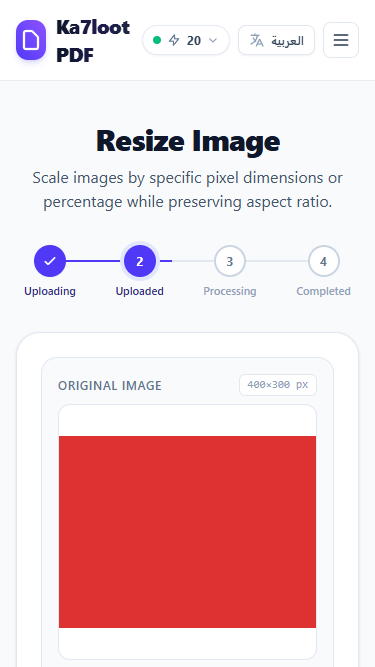 Ka7loot
PDF
20
العربية
Resize Image
Scale images by specific pixel dimensions or
percentage while preserving aspect ratio.
2
3
4
Uploading
Uploaded
Processing
Completed
ORIGINAL IMAGE
400×300 px